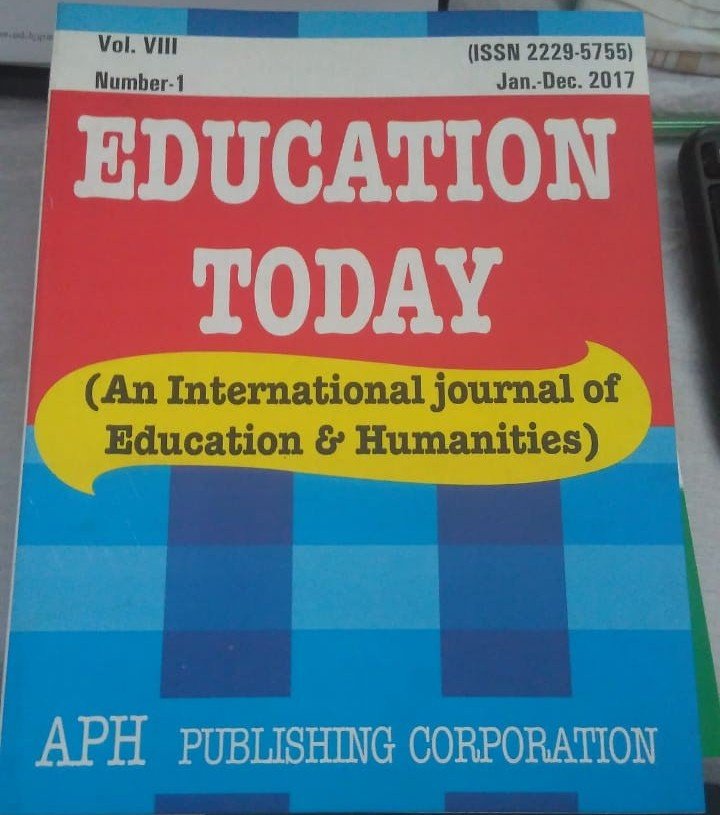 Vol. VIII (ISSN 2229-5755)
Number-1 Jan.-Dec. 2017
EDUCATION
TODAY
(An International journal of
Education & Humanities)
APH PUBLISHING CORPORATION